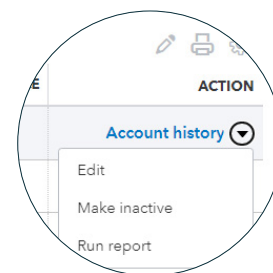 E
ACTION
Account history
Edit
Make inactive
Run report